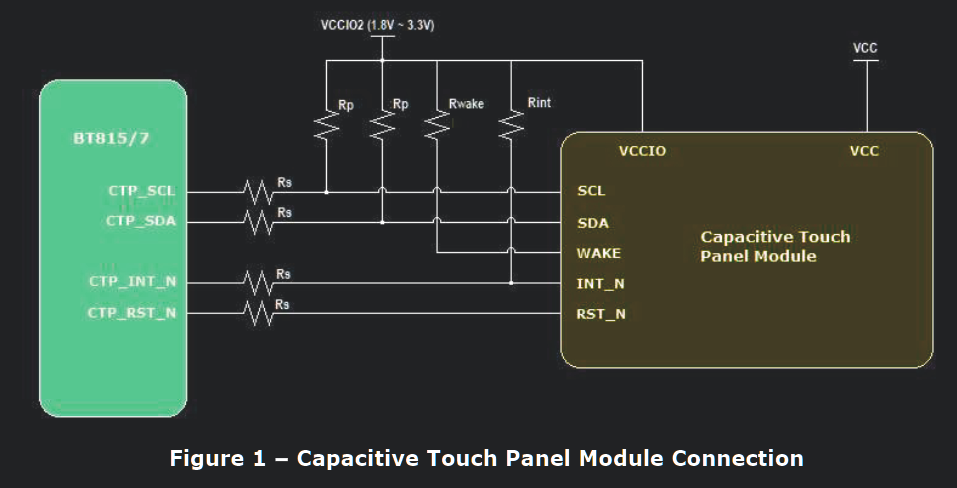 VCCIO2 (1.8V ~ 3.3V)
VCC
Rp
Rp
Rwake
Rint
BT815/7
VCCIO
VCC
CTP_SCL
Rs
SCL
CTP_SDA
Rs
SDA
WAKE
Capacitive Touch
Panel Module
CTP_INT_N
Rs
INT_N
CTP_RST_N
Rs
RST_N
Figure 1 – Capacitive Touch Panel Module Connection